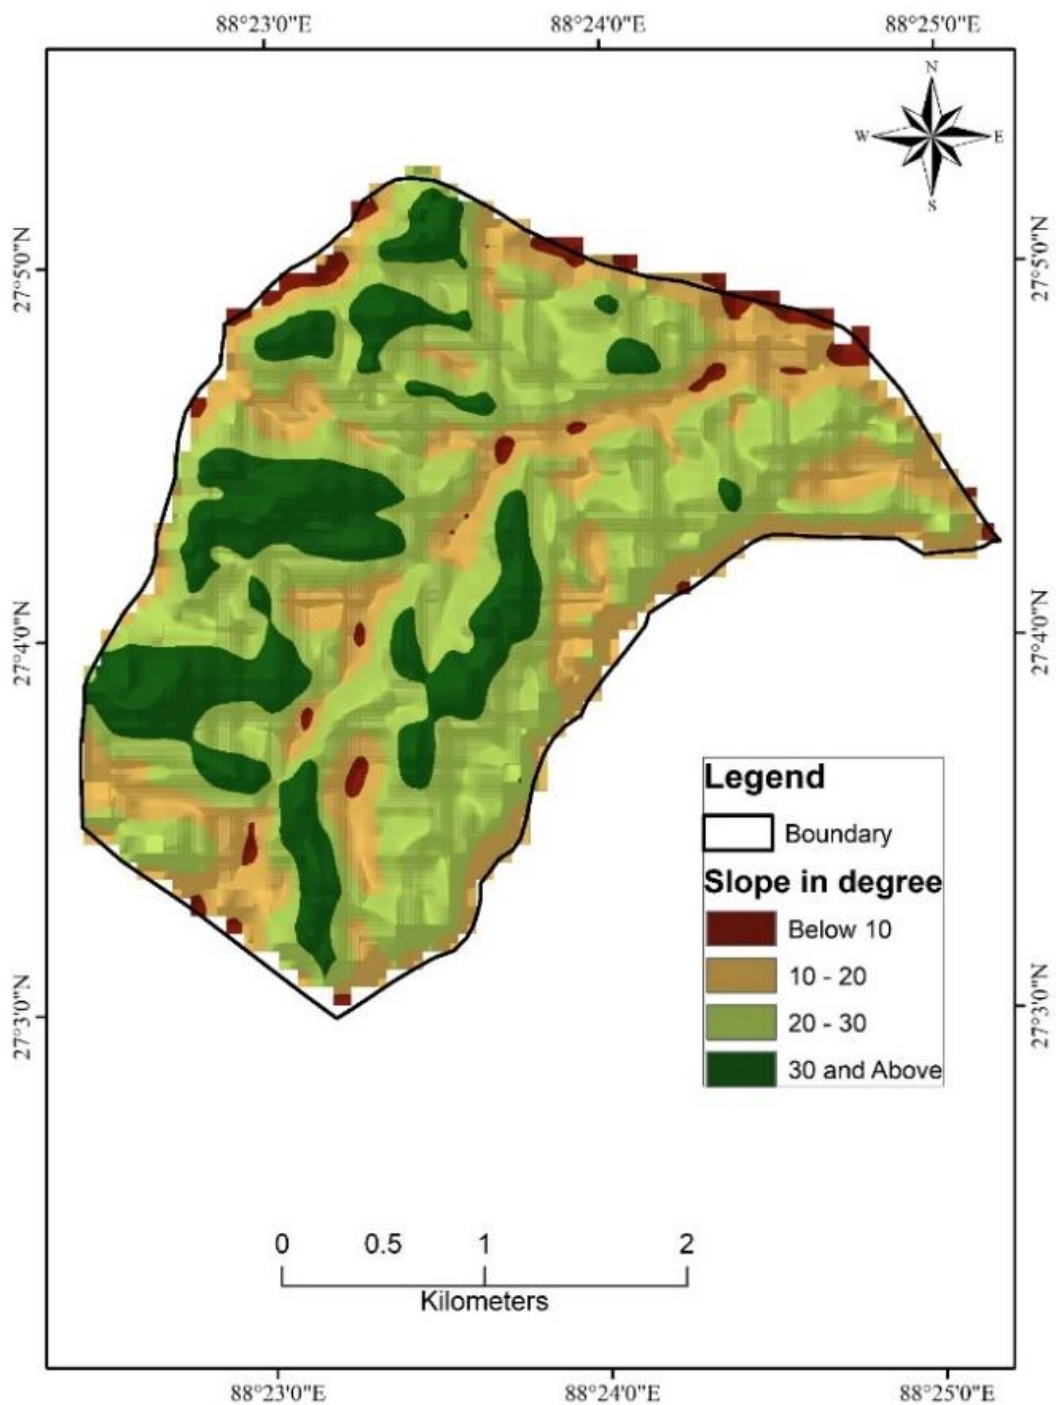 88°23'0"E 88°24'0"E 88°25'0"E
N
W E
S
27°5'0"N 27°5'0"N
27°4'0"N 27°4'0"N
Legend
Boundary
Slope in degree
Below 10
10 - 20
20 - 30
30 and Above
27°3'0"N 27°3'0"N
0 0.5 1 2
Kilometers
88°23'0"E 88°24'0"E 88°25'0"E